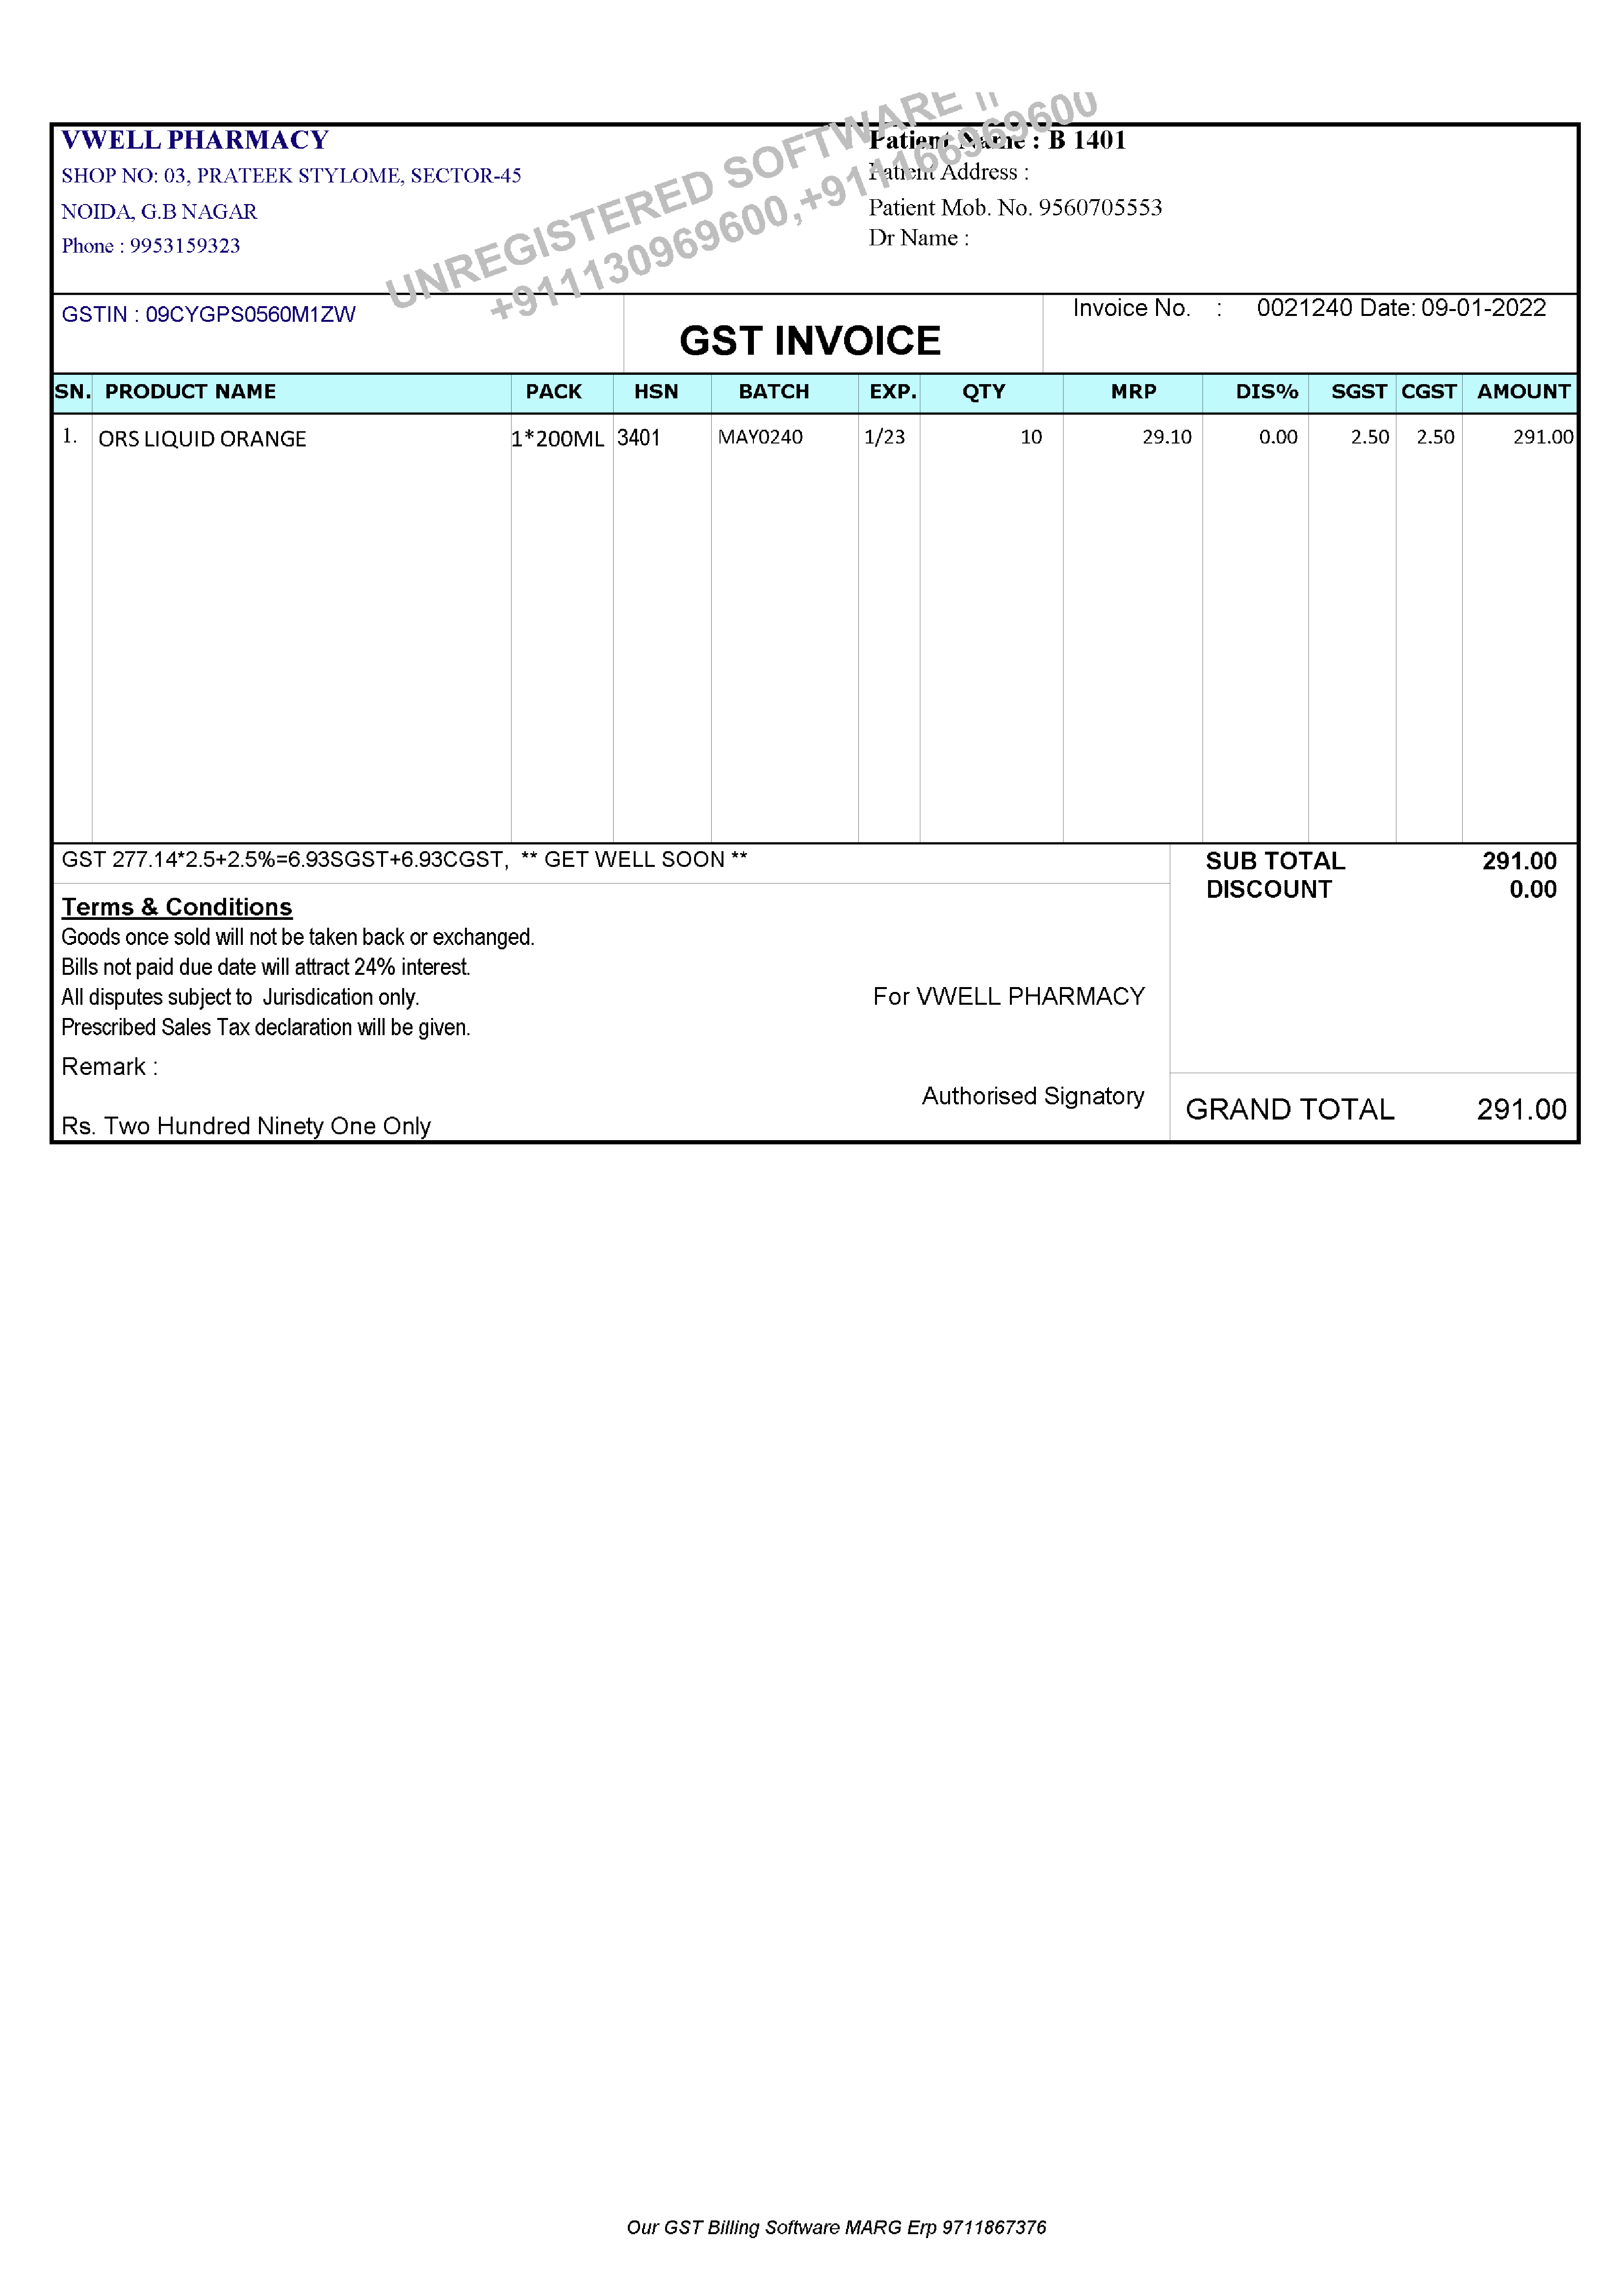 UNREGISTERED SOFTWARE !!
+911130969600,+911166969600
VWELL PHARMACY
SHOP NO: 03, PRATEEK STYLOME, SECTOR-45
NOIDA, G.B NAGAR
Phone : 9953159323
Patient Name : B 1401
Patient Address :
Patient Mob. No. 9560705553
Dr Name :
GSTIN : 09CYGPS0560M1ZW
GST INVOICE
Invoice No. : 0021240 Date: 09-01-2022
SN. PRODUCT NAME PACK HSN BATCH EXP. QTY MRP DIS% SGST CGST AMOUNT
1. ORS LIQUID ORANGE 1*200ML 3401 MAY0240 1/23 10 29.10 0.00 2.50 2.50 291.00
GST 277.14*2.5+2.5%=6.93SGST+6.93CGST, ** GET WELL SOON **
SUB TOTAL 291.00
DISCOUNT 0.00
Terms & Conditions
Goods once sold will not be taken back or exchanged.
Bills not paid due date will attract 24% interest.
All disputes subject to Jurisdication only.
Prescribed Sales Tax declaration will be given.
For VWELL PHARMACY
Remark :
Authorised Signatory
Rs. Two Hundred Ninety One Only
GRAND TOTAL 291.00
Our GST Billing Software MARG Erp 9711867376